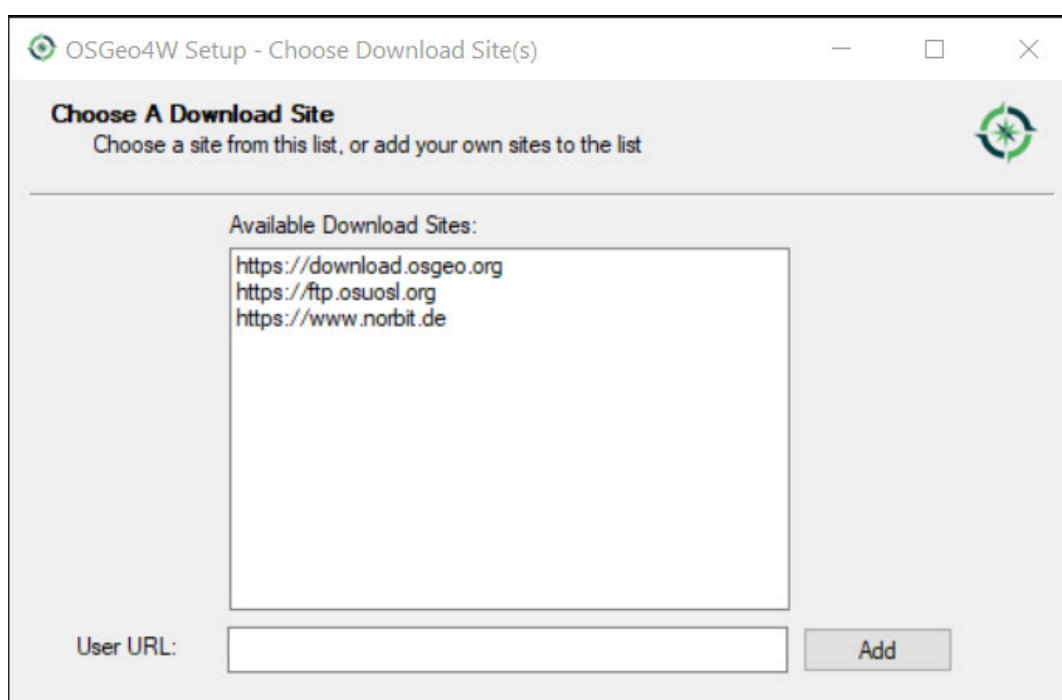 OSGeo4W Setup - Choose Download Site(s)
Choose A Download Site
Choose a site from this list, or add your own sites to the list
Available Download Sites:
https://download.osgeo.org
https://ftp.osuosl.org
https://www.norbit.de
User URL:
Add